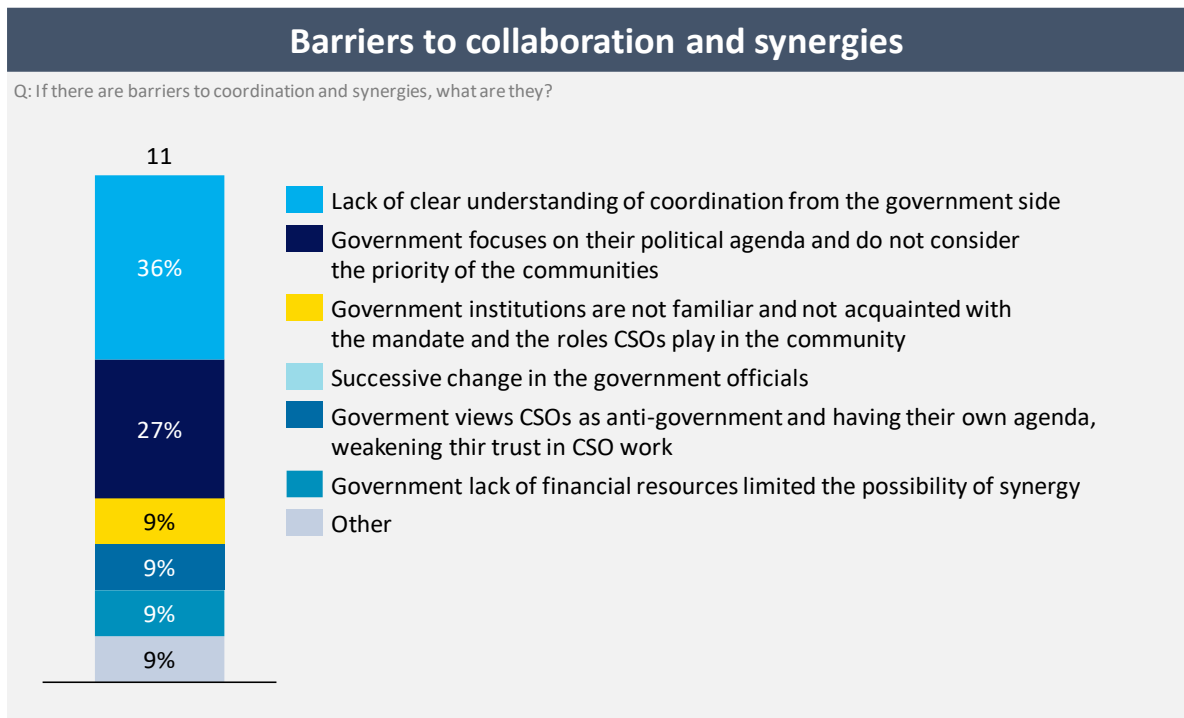 Barriers to collaboration and synergies
Q: If there are barriers to coordination and synergies, what are they?
11
36%
27%
9%
9%
9%
9%
Lack of clear understanding of coordination from the government side
Government focuses on their political agenda and do not consider
the priority of the communities
Government institutions are not familiar and not acquainted with
the mandate and the roles CSOs play in the community
Successive change in the government officials
Goverment views CSOs as anti-government and having their own agenda,
weakening thir trust in CSO work
Government lack of financial resources limited the possibility of synergy
Other